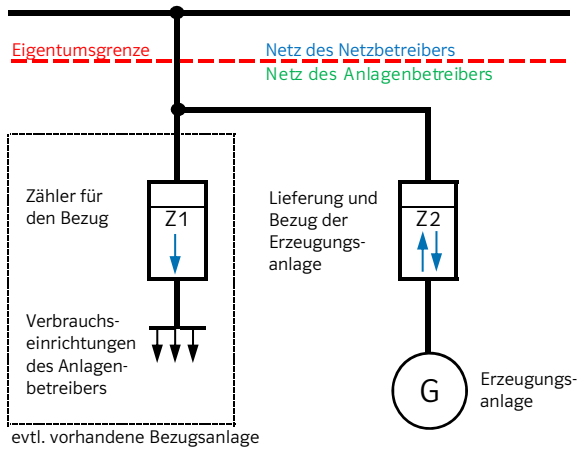 Eigentumsgrenze
Netz des Netzbetreibers
Netz des Anlagenbetreibers
Zähler für
den Bezug
Z1
Lieferung und
Bezug der
Erzeugungs-
anlage
Z2
Verbrauchs-
einrichtungen
des Anlagen-
betreibers
G
Erzeugungs-
anlage
evtl. vorhandene Bezugsanlage